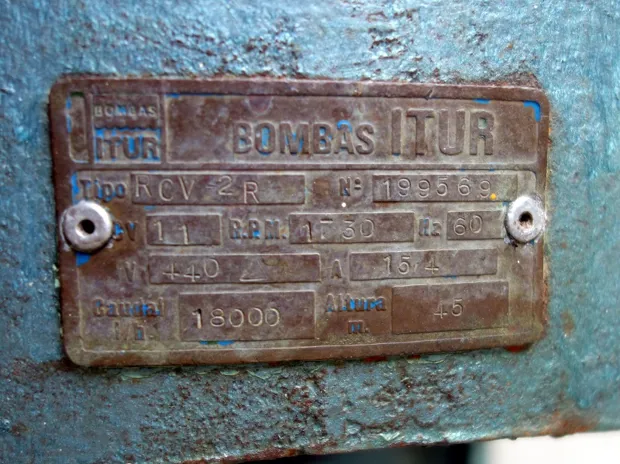 BOMBAS
ITUR
BOMBAS ITUR
Tipo RCV-2R Nº 199569
CV 11 R.P.M. 1730 Hz 60
V 440 A 15,4
Caudal l/h. 18000 Altura m. 45